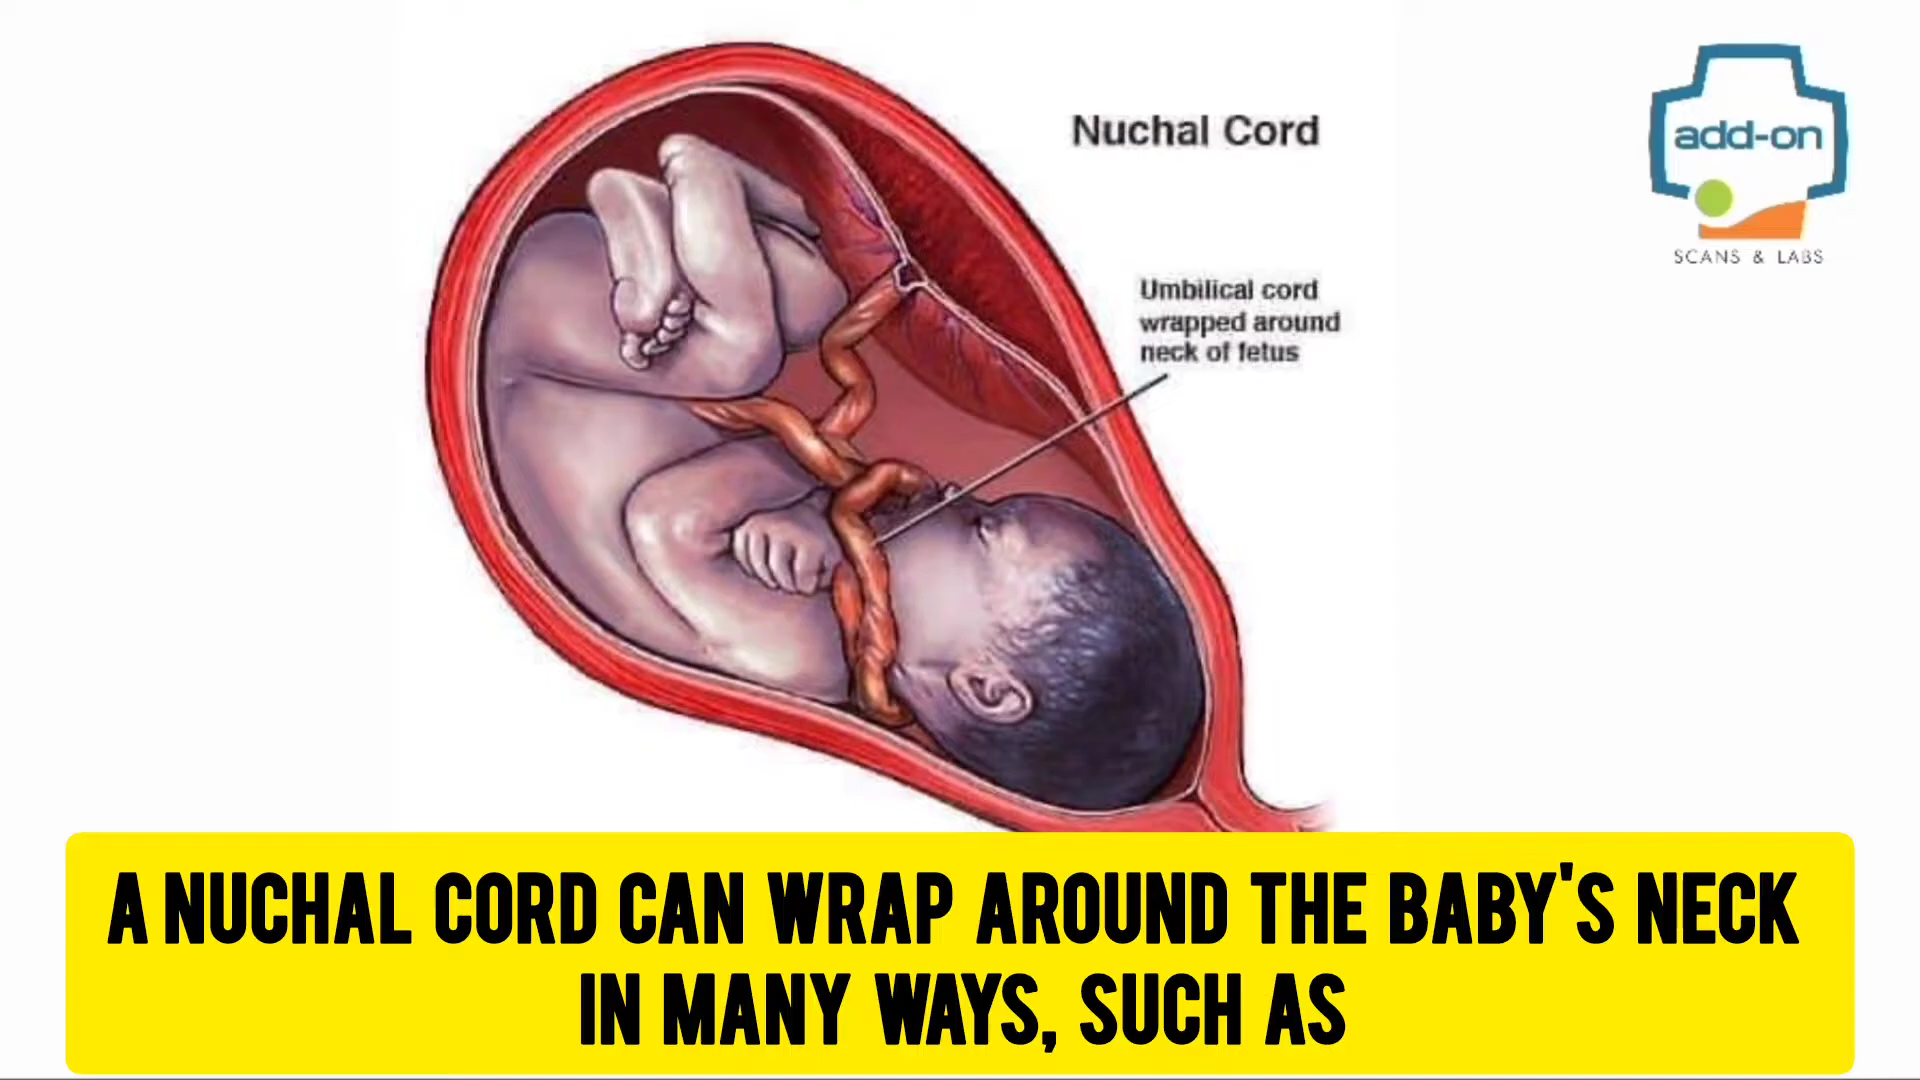 Nuchal Cord
add-on
SCANS & LABS
Umbilical cord
wrapped around
neck of fetus
A NUCHAL CORD CAN WRAP AROUND THE BABY'S NECK
IN MANY WAYS, SUCH AS